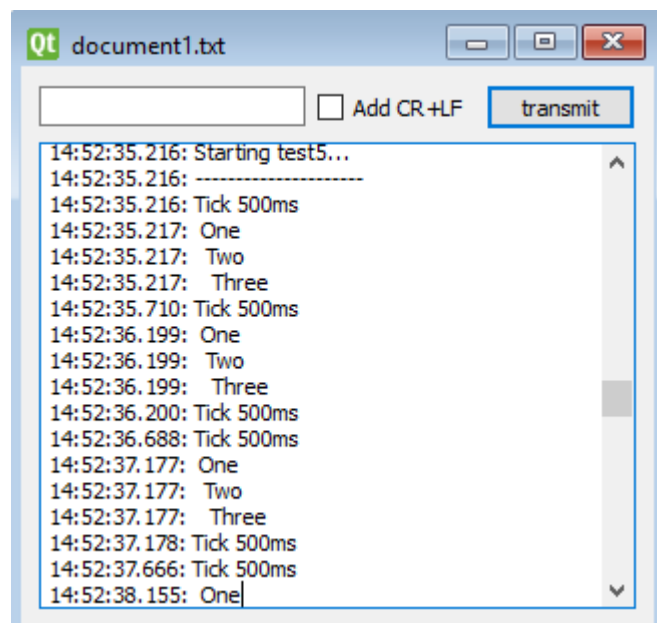 Qt document1.txt
Add CR+LF transmit
14:52:35.216: Starting test5...
14:52:35.216: ---------------------
14:52:35.216: Tick 500ms
14:52:35.217:  One
14:52:35.217:   Two
14:52:35.217:    Three
14:52:35.710: Tick 500ms
14:52:36.199:  One
14:52:36.199:   Two
14:52:36.199:    Three
14:52:36.200: Tick 500ms
14:52:36.688: Tick 500ms
14:52:37.177:  One
14:52:37.177:   Two
14:52:37.177:    Three
14:52:37.178: Tick 500ms
14:52:37.666: Tick 500ms
14:52:38.155:  One